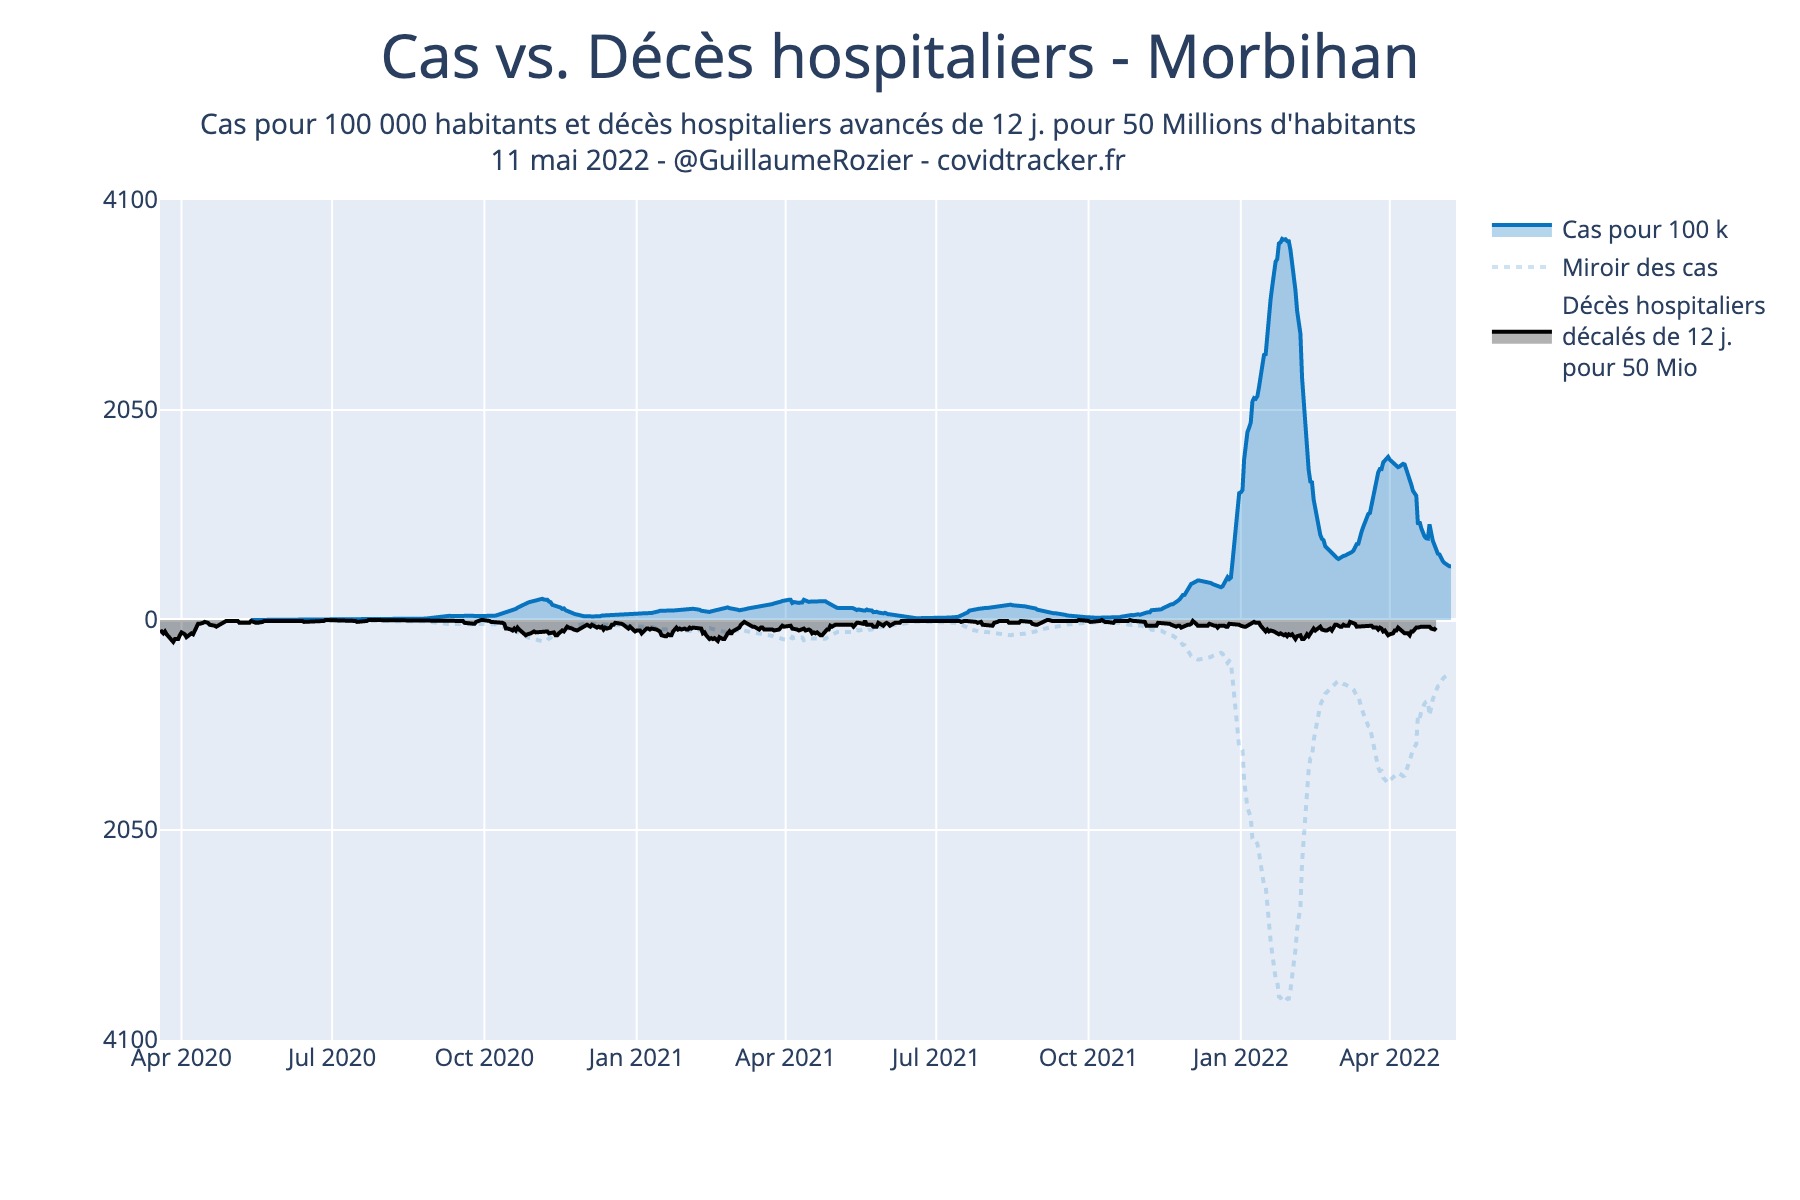 Cas vs. Décès hospitaliers - Morbihan
Cas pour 100 000 habitants et décès hospitaliers avancés de 12 j. pour 50 Millions d'habitants
11 mai 2022 - @GuillaumeRozier - covidtracker.fr
4100
2050
0
2050
4100
Apr 2020
Jul 2020
Oct 2020
Jan 2021
Apr 2021
Jul 2021
Oct 2021
Jan 2022
Apr 2022
Cas pour 100 k
Miroir des cas
Décès hospitaliers
décalés de 12 j.
pour 50 Mio